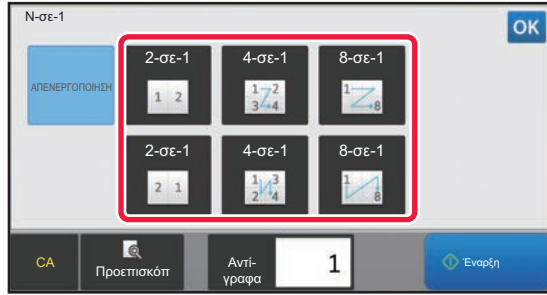 N-σε-1
OK
ΑΠΕΝΕΡΓΟΠΟΙΗΣΗ
2-σε-1
4-σε-1
8-σε-1
1 2
1 2
3 4
1 8
2-σε-1
4-σε-1
8-σε-1
2 1
1 3
2 4
1 8
CA
Προεπισκόπ
Αντί-
γραφα
1
Έναρξη